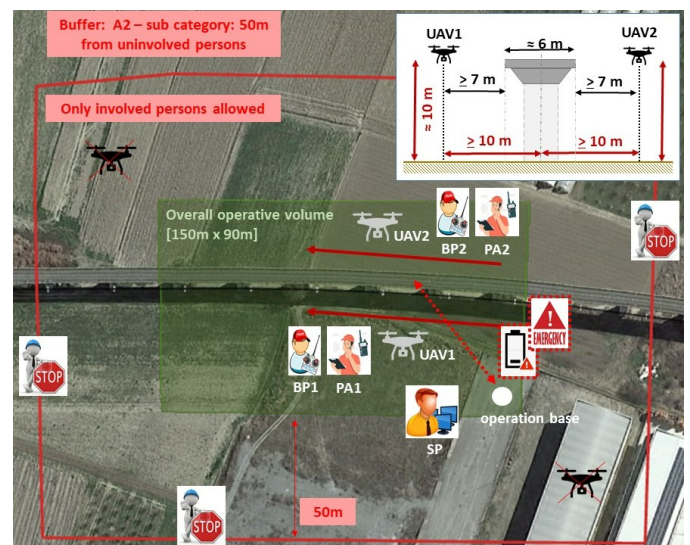 Buffer: A2 – sub category: 50m
from uninvolved persons
Only involved persons allowed
UAV1
≈ 6 m
UAV2
≥ 7 m
≥ 7 m
≈ 10 m
≥ 10 m
≥ 10 m
Overall operative volume
[150m x 90m]
UAV2
BP2
PA2
STOP
EMERGENCY
UAV1
BP1
PA1
STOP
operation base
SP
50m
STOP